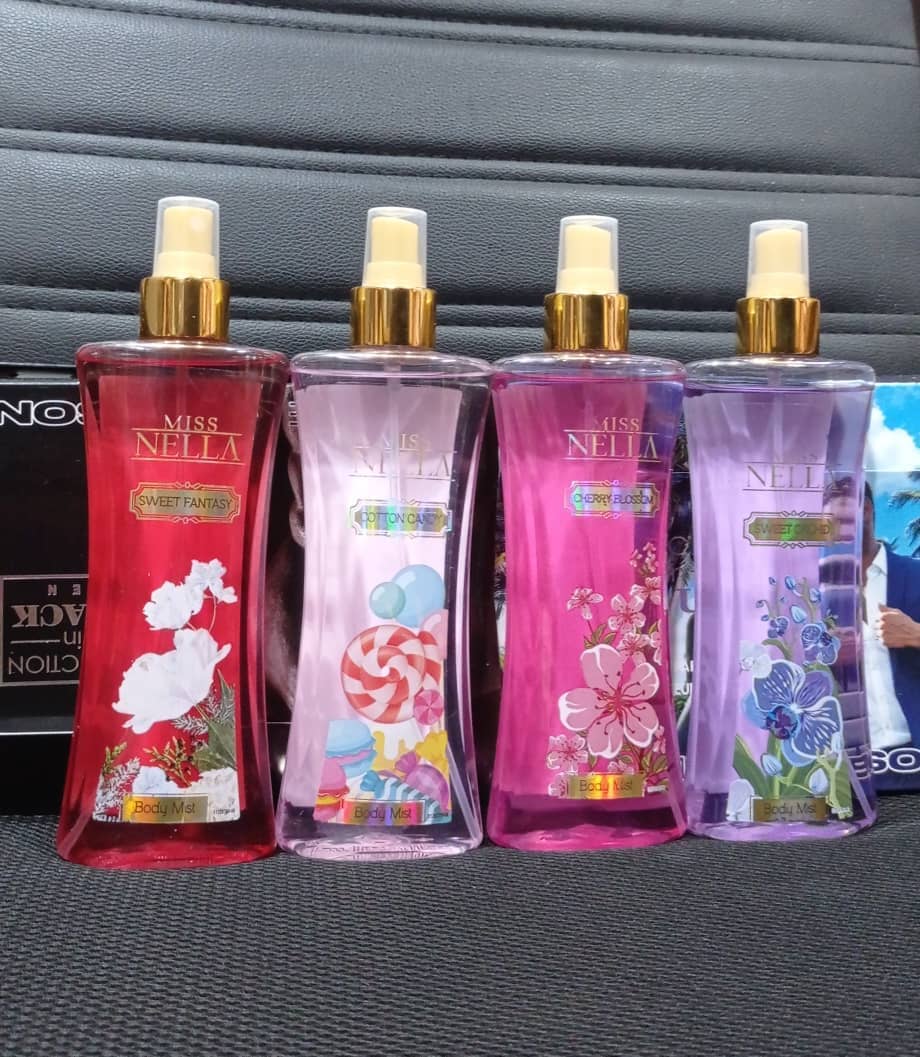 MISS
NELLA
SWEET FANTASY
Body Mist
MISS
NELLA
COTTON CANDY
Body Mist
MISS
NELLA
CHERRY BLOSSOM
Body Mist
NELLA
SWEET ORCHID
Body Mist
in